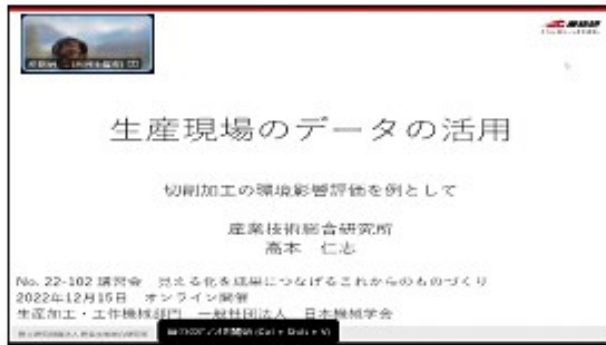 産総研
生産現場のデータの活用
切削加工の環境影響評価を例として
産業技術総合研究所
高本 仁志
No. 22-102 講習会 見える化を成果につなげるこれからのものづくり
2022年12月15日 オンライン開催
生産加工・工作機械部門 一般社団法人 日本機械学会